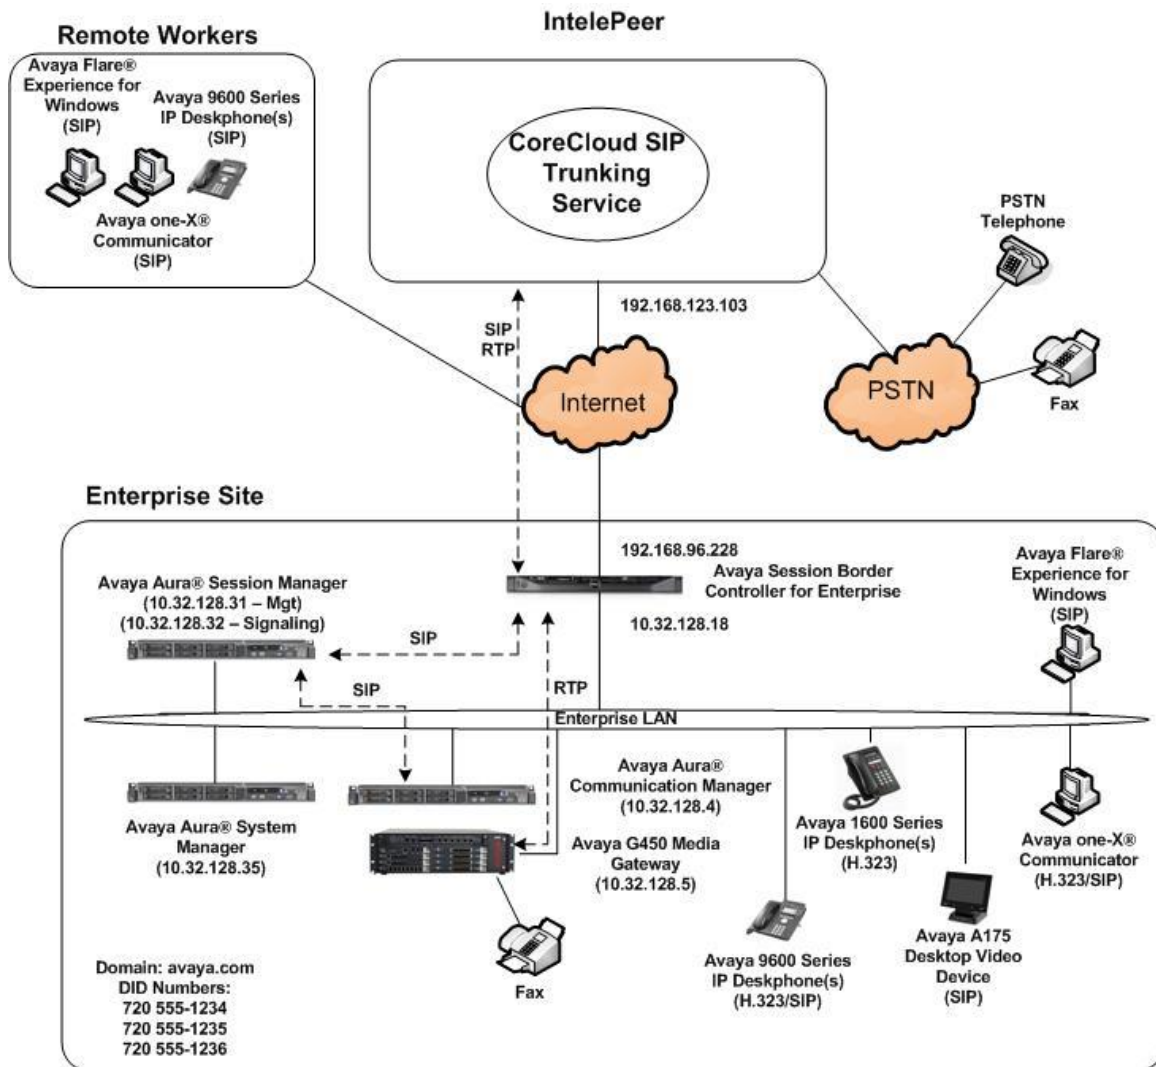 IntelePeer
Remote Workers
Avaya Flare®
Experience for
Windows
(SIP)
Avaya 9600 Series
IP Deskphone(s)
(SIP)
Avaya one-X®
Communicator
(SIP)
CoreCloud SIP
Trunking
Service
PSTN
Telephone
192.168.123.103
SIP
RTP
Internet
PSTN
Fax
Enterprise Site
192.168.96.228
Avaya Session Border
Controller for Enterprise
10.32.128.18
Avaya Aura® Session Manager
(10.32.128.31 – Mgt)
(10.32.128.32 – Signaling)
SIP
SIP
RTP
Avaya Flare®
Experience for
Windows)
(SIP)
Enterprise LAN
Avaya Aura® System
Manager
(10.32.128.35)
Avaya Aura®
Communication Manager
(10.32.128.4)
Avaya G450 Media
Gateway
(10.32.128.5)
Avaya 1600 Series
IP Deskphone(s)
(H.323)
Avaya one-X®
Communicator
(H.323/SIP)
Avaya 9600 Series
IP Deskphone(s)
(H.323/SIP)
Avaya A175
Desktop Video
Device
(SIP)
Fax
Domain: avaya.com
DID Numbers:
720 555-1234
720 555-1235
720 555-1236